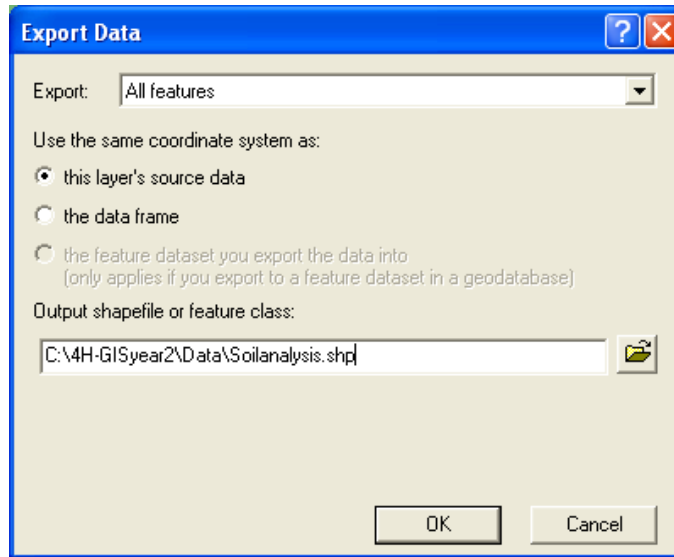 Export Data
Export: All features
Use the same coordinate system as:
this layer's source data
the data frame
the feature dataset you export the data into
(only applies if you export to a feature dataset in a geodatabase)
Output shapefile or feature class:
C:\4H-GISyear2\Data\Soilanalysis.shp
OK Cancel